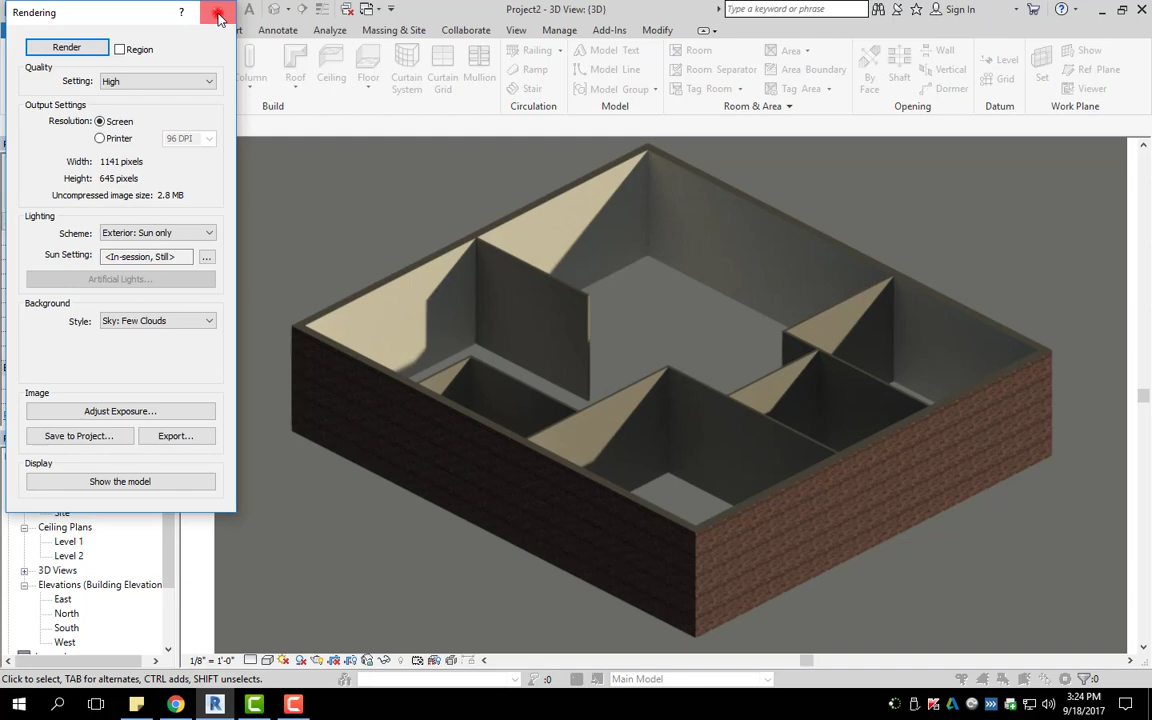 Rendering ?
Project2 - 3D View: {3D}
Type a keyword or phrase
Sign In
Annotate Analyze Massing & Site Collaborate View Manage Add-Ins Modify
Render Region
Quality
Setting: High
Output Settings
Resolution: Screen
Printer 96 DPI
Width: 1141 pixels
Height: 645 pixels
Uncompressed image size: 2.8 MB
Lighting
Scheme: Exterior: Sun only
Sun Setting: <In-session, Still> ...
Artificial Lights...
Background
Style: Sky: Few Clouds
Image
Adjust Exposure...
Save to Project... Export...
Display
Show the model
Roof Ceiling Floor Curtain System Curtain Grid Mullion
Build
Railing
Ramp
Stair
Circulation
Model Text
Model Line
Model Group
Model
Room
Room Separator
Tag Room
Area
Area Boundary
Tag Area
Room & Area
By Face Shaft
Wall
Vertical
Dormer
Opening
Level
Grid
Datum
Set
Show
Ref Plane
Viewer
Work Plane
Ceiling Plans
Level 1
Level 2
3D Views
Elevations (Building Elevation
East
North
South
West
1/8" = 1'-0"
Click to select, TAB for alternates, CTRL adds, SHIFT unselects.
:0
Main Model
:0
3:24 PM
9/18/2017